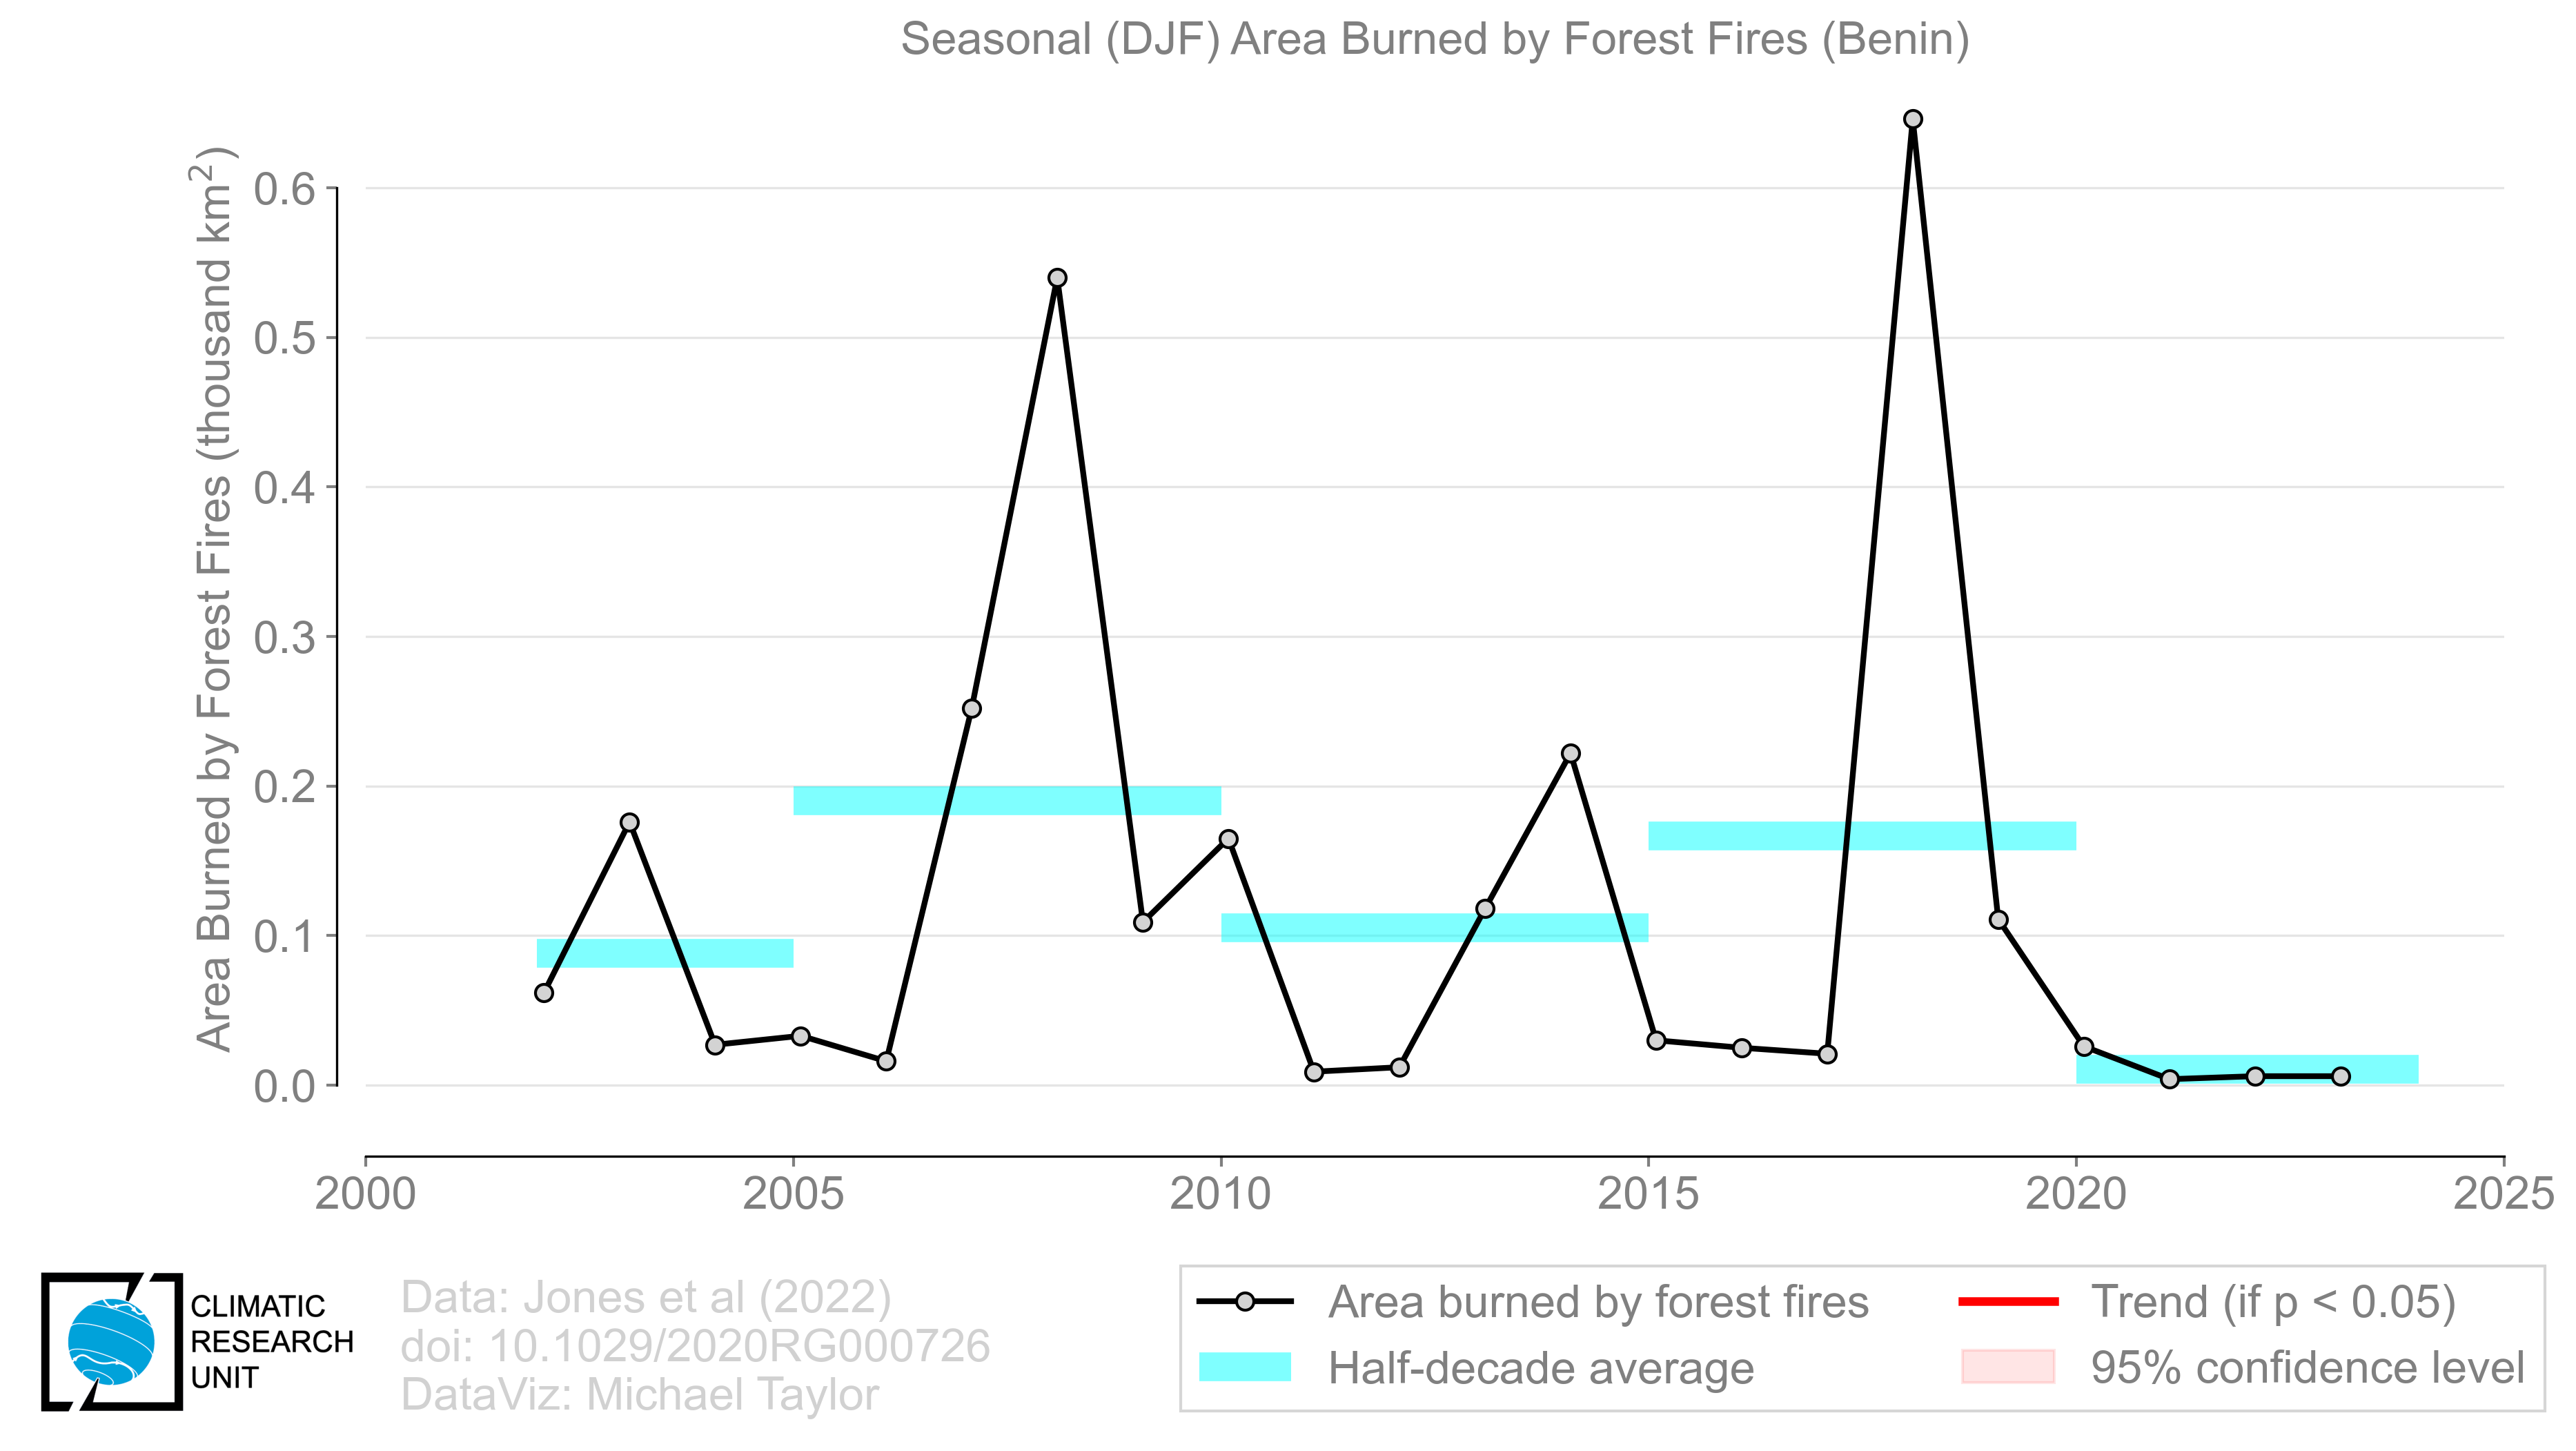 Seasonal (DJF) Area Burned by Forest Fires (Benin)
Area Burned by Forest Fires (thousand km²)
0.6
0.5
0.4
0.3
0.2
0.1
0.0
2000
2005
2010
2015
2020
2025
CLIMATIC
RESEARCH
UNIT
Data: Jones et al (2022)
doi: 10.1029/2020RG000726
DataViz: Michael Taylor
Area burned by forest fires
Half-decade average
Trend (if p < 0.05)
95% confidence level